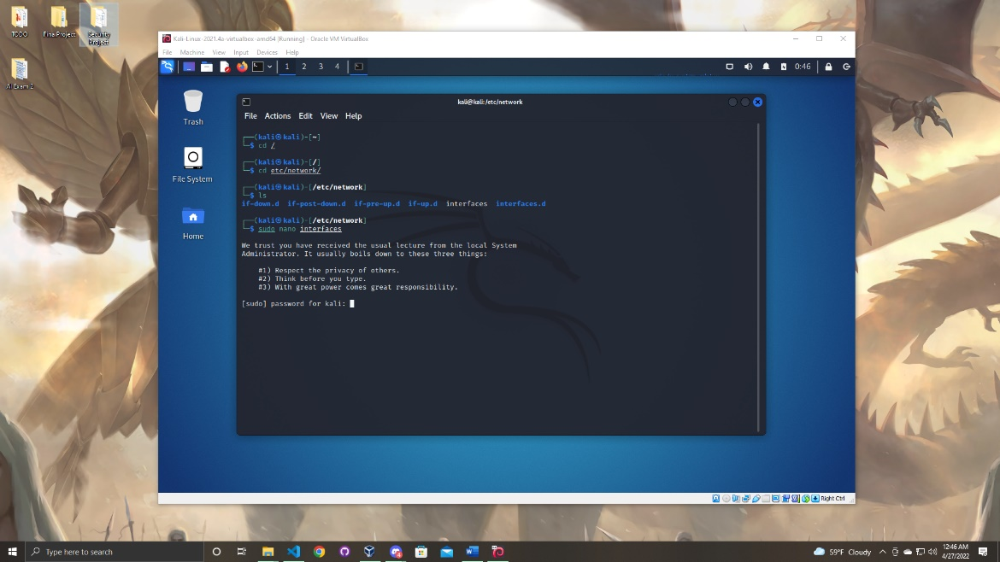 TODO
Fina Project
Security Project
AI Exam 2
Kali-Linux-2021.4a-virtualbox-amd64 [Running] - Oracle VM VirtualBox
File Machine View Input Devices Help
1 2 3 4
0:46
Trash
File System
Home
kali@kali: /etc/network
File Actions Edit View Help
┌──(kali㉿kali)-[~]
└─$ cd /
┌──(kali㉿kali)-[/]
└─$ cd etc/network/
┌──(kali㉿kali)-[/etc/network]
└─$ ls
if-down.d if-post-down.d if-pre-up.d if-up.d interfaces interfaces.d
┌──(kali㉿kali)-[/etc/network]
└─$ sudo nano interfaces
We trust you have received the usual lecture from the local System
Administrator. It usually boils down to these three things:
#1) Respect the privacy of others.
#2) Think before you type.
#3) With great power comes great responsibility.
[sudo] password for kali:
Right Ctrl
Type here to search
59°F Cloudy
12:46 AM
4/27/2022